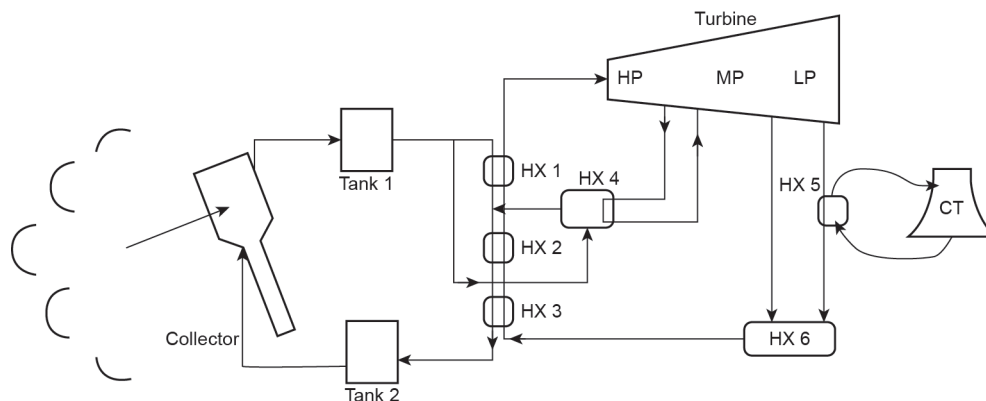 Turbine
HP MP LP
Tank 1
HX 1
HX 4
HX 5
CT
HX 2
HX 3
Collector
HX 6
Tank 2